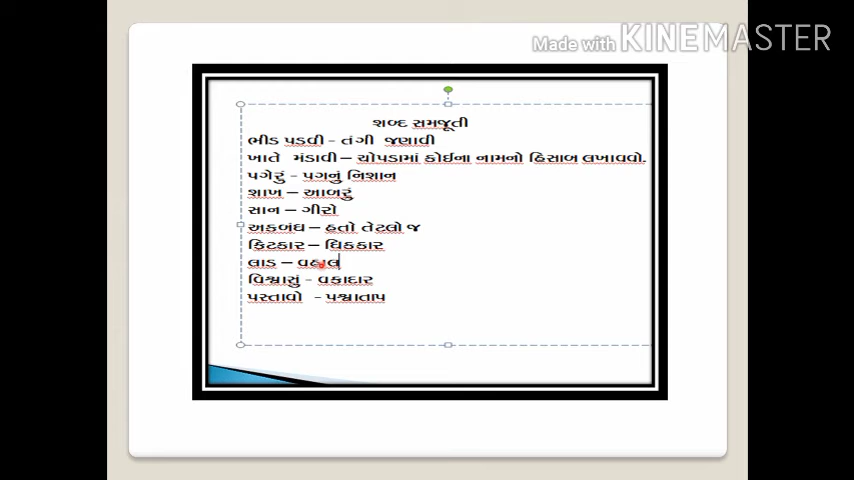 Made with KINEMASTER
શબ્દ સમજૂતી
ભીડ પડવી - તંગી જણાવી
ખાતે મંડાવી – ચોપડામાં કોઈના નામનો હિસાબ લખાવવો.
પગેરું - પગનું નિશાન
શાખ – આબરું
સાન – ગીરો
અકબંધ – હતો તેટલો જ
ફિટકાર – ધિકકાર
લાડ – વહાલ
વિશ્વાસું - વફાદાર
પસ્તાવો - પશ્વાતાપ